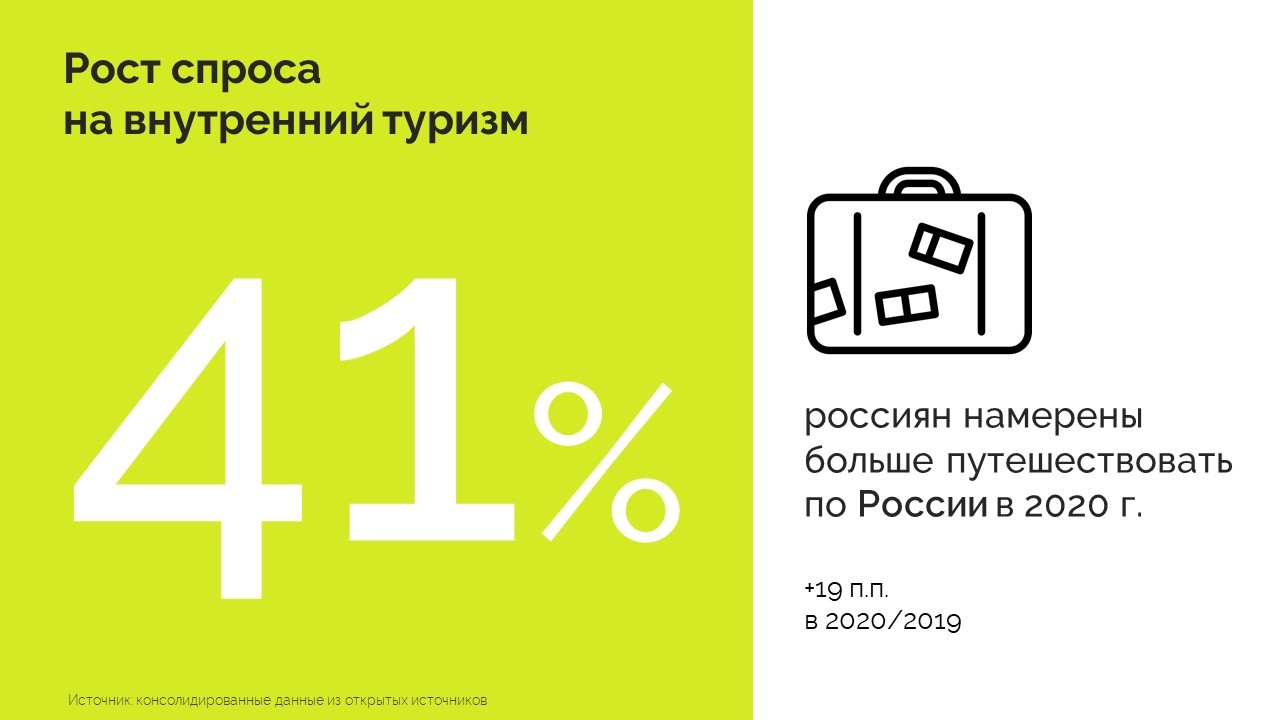 Рост спроса
на внутренний туризм
41%
россиян намерены
больше путешествовать
по России в 2020 г.
+19 п.п.
в 2020/2019
Источник: консолидированные данные из открытых источников